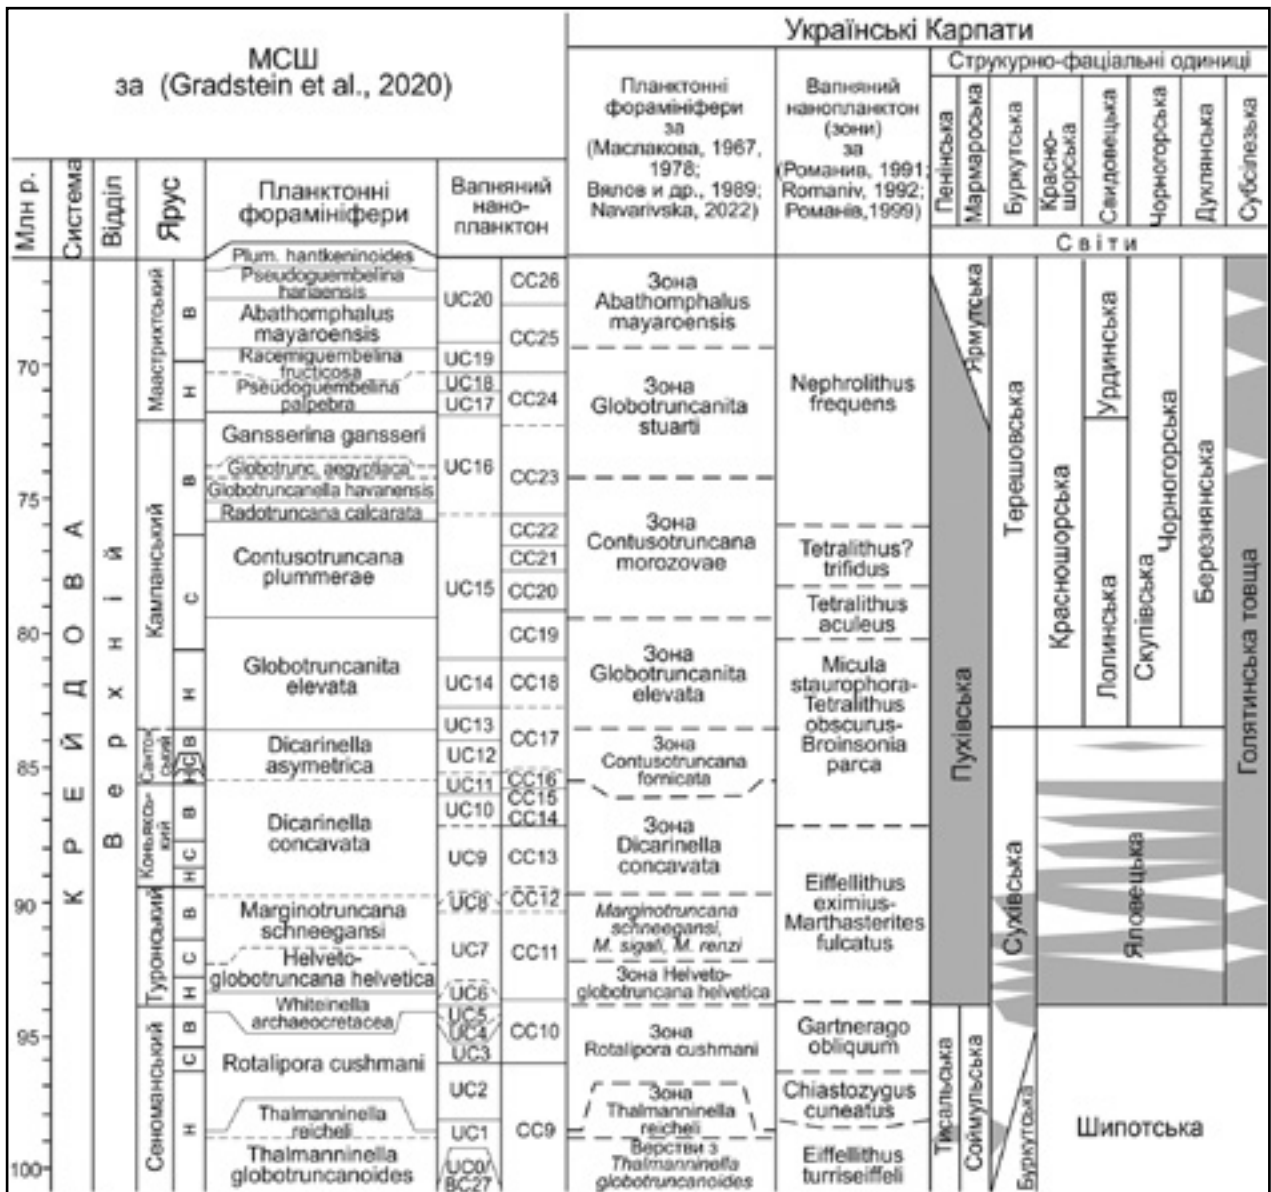 МСШ
за (Gradstein et al., 2020)
Українські Карпати
Планктонні
форамініфери
за
(Маслакова, 1967,
1978;
Вялов и др., 1989;
Navarivska, 2022)
Вапняний
нанопланктон
(зони)
за
(Романив, 1991;
Romaniv, 1992;
Романів,1999)
Струкурно-фаціальні одиниці
Пенінська
Мармароська
Буркутська
Красно-
шорська
Свидовецька
Чорногорська
Дуклянська
Субсілезька
Світи
Млн р.
Система
Відділ
Ярус
Планктонні
форамініфери
Вапняний
нано-
планктон
70
75
80
85
90
95
100
КРЕЙДОВА
Верхній
Маастрихтський
В
Н
Кампанський
В
С
Н
Сантон-
ський
В
С
Н
Коньяксь-
кий
В
С
Н
Туронський
В
С
Н
Сеноманський
В
С
Н
Plum. hantkeninoides
Pseudoguembelina
hariaensis
Abathomphalus
mayaroensis
Racemiguembelina
fructicosa
Pseudoguembelina
palpebra
Gansserina gansseri
Globotrunc. aegyptiaca
Globotruncanella havanensis
Radotruncana calcarata
Contusotruncana
plummerae
Globotruncanita
elevata
Dicarinella
asymetrica
Dicarinella
concavata
Marginotruncana
schneegansi
Helveto-
globotruncana helvetica
Whiteinella
archaeocretacea
Rotalipora cushmani
Thalmanninella
reicheli
Thalmanninella
globotruncanoides
UC20
UC19
UC18
UC17
UC16
UC15
UC14
UC13
UC12
UC11
UC10
UC9
UC8
UC7
UC6
UC5
UC4
UC3
UC2
UC1
UC0/
BC27
CC26
CC25
CC24
CC23
CC22
CC21
CC20
CC19
CC18
CC17
CC16
CC15
CC14
CC13
CC12
CC11
CC10
CC9
Зона
Abathomphalus
mayaroensis
Зона
Globotruncanita
stuarti
Зона
Contusotruncana
morozovae
Зона
Globotruncanita
elevata
Зона
Contusotruncana
fornicata
Зона
Dicarinella
concavata
Marginotruncana
schneegansi,
M. sigali, M. renzi
Зона Helveto-
globotruncana helvetica
Зона
Rotalipora cushmani
Зона
Thalmanninella
reicheli
Верстви з
Thalmanninella
globotruncanoides
Nephrolithus
frequens
Tetralithus?
trifidus
Tetralithus
aculeus
Micula
staurophora-
Tetralithus
obscurus-
Broinsonia
parca
Eiffellithus
eximius-
Marthasterites
fulcatus
Gartnerago
obliquum
Chiastozygus
cuneatus
Eiffellithus
turriseiffeli
Пухівська
Ярмутська
Тисальська
Соймульська
Терешовська
Сухівська
Буркутська
Красношорська
Урдинська
Лолинська
Скупівська
Чорногорська
Березнянська
Яловецька
Шипотська
Голятинська товща